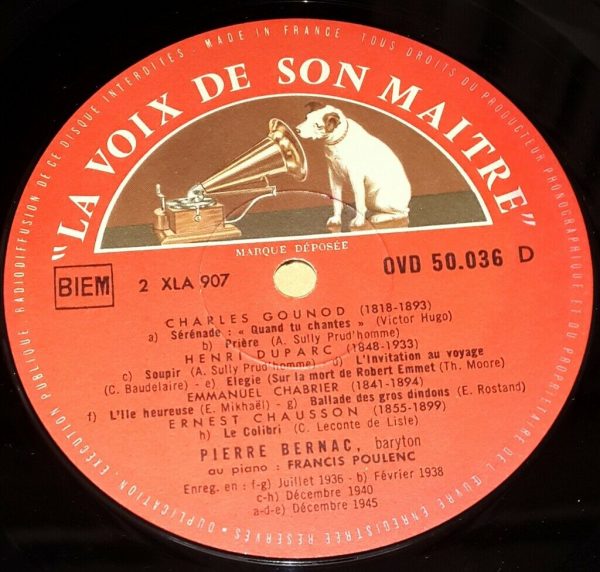 DUPLICATION, EXÉCUTION PUBLIQUE RADIODIFFUSION DE CE DISQUE INTERDITES - MADE IN FRANCE - TOUS DROITS DU PRODUCTEUR PHONOGRAPHIQUE ET DU PROPRIETAIRE DE L'ŒUVRE ENREGISTRÉE RÉSERVÉS -
"LA VOIX DE SON MAITRE"
MARQUE DÉPOSÉE
BIEM
2 XLA 907
OVD 50.036 D
CHARLES GOUNOD (1818-1893)
a) Sérénade : « Quand tu chantes » (Victor Hugo)
b) Prière (A. Sully Prud'homme)
HENRI DUPARC (1848-1933)
c) Soupir (A. Sully Prud'homme) d) L'Invitation au voyage
(C. Baudelaire) - e) Elegie (Sur la mort de Robert Emmet) (Th. Moore)
EMMANUEL CHABRIER (1841-1894)
f) L'Ile heureuse (E. Mikhaël) - g) Ballade des gros dindons (E. Rostand)
ERNEST CHAUSSON (1855-1899)
h) Le Colibri (C. Leconte de Lisle)
PIERRE BERNAC, baryton
au piano : FRANCIS POULENC
Enreg. en : f-g) Juillet 1936 - b) Février 1938
c-h) Décembre 1940
a-d-e) Décembre 1945